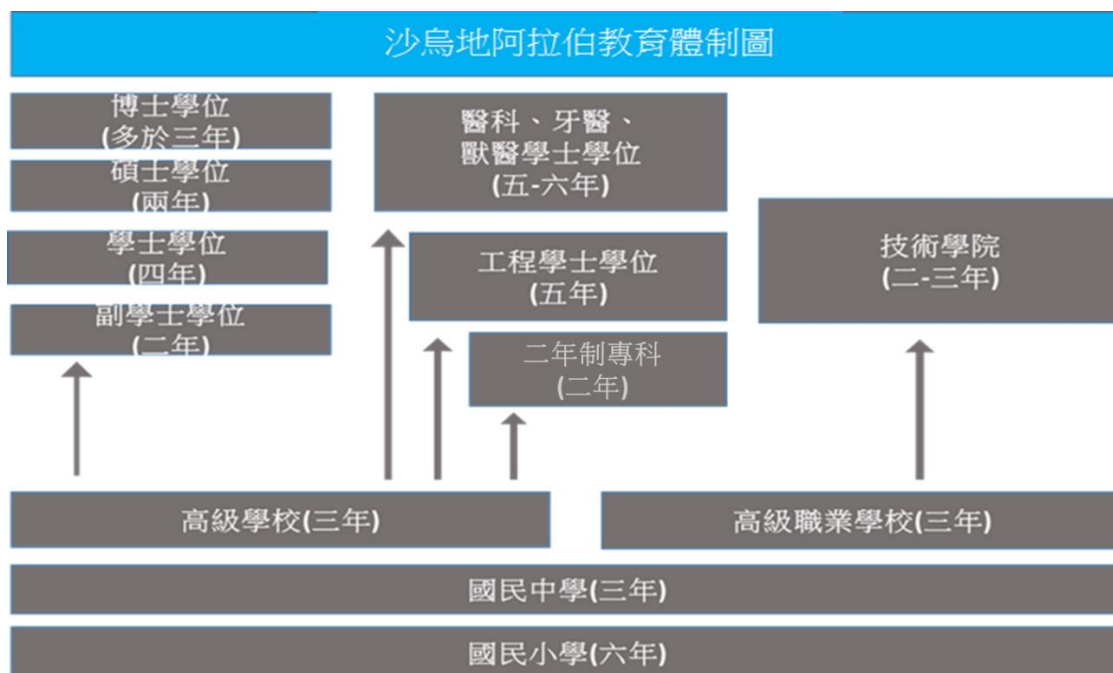 沙烏地阿拉伯教育體制圖
博士學位
(多於三年)
碩士學位
(兩年)
學士學位
(四年)
副學士學位
(二年)
醫科、牙醫、
獸醫學士學位
(五-六年)
工程學士學位
(五年)
二年制專科
(二年)
技術學院
(二-三年)
高級學校(三年)
高級職業學校(三年)
國民中學(三年)
國民小學(六年)